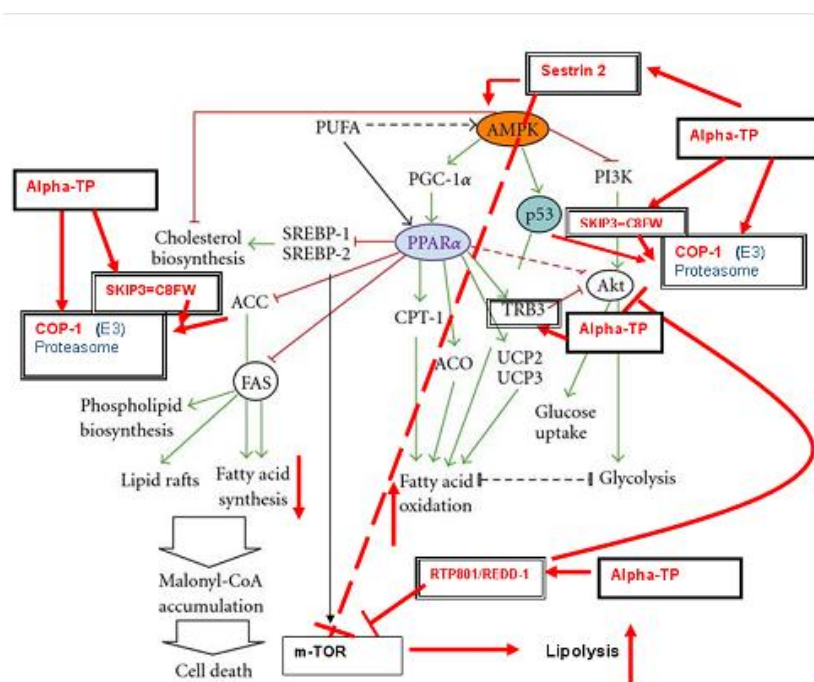 Sestrin 2
PUFA
AMPK
Alpha-TP
Alpha-TP
PGC-1α
PI3K
p53
SKIP3=C8FW
Cholesterol
biosynthesis
SREBP-1
SREBP-2
PPARα
COP-1 (E3)
Proteasome
SKIP3=C8FW
ACC
Akt
COP-1 (E3)
Proteasome
CPT-1
TRB3
Alpha-TP
ACO
UCP2
UCP3
FAS
Phospholipid
biosynthesis
Glucose
uptake
Lipid rafts
Fatty acid
synthesis
Fatty acid
oxidation
Glycolysis
RTP801/REDD-1
Alpha-TP
Malonyl-CoA
accumulation
m-TOR
Lipolysis
Cell death